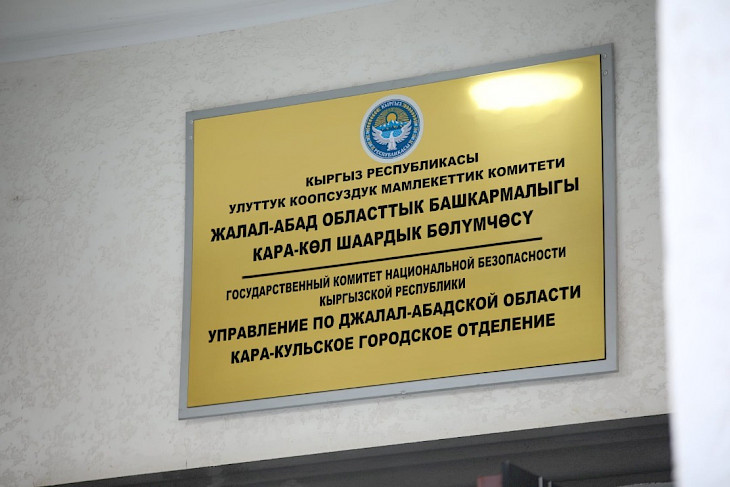 КЫРГЫЗ РЕСПУБЛИКАСЫ
УЛУТТУК КООПСУЗДУК МАМЛЕКЕТТИК КОМИТЕТИ
ЖАЛАЛ-АБАД ОБЛАСТТЫК БАШКАРМАЛЫГЫ
КАРА-КӨЛ ШААРДЫК БӨЛҮМЧӨСҮ
ГОСУДАРСТВЕННЫЙ КОМИТЕТ НАЦИОНАЛЬНОЙ БЕЗОПАСНОСТИ
КЫРГЫЗСКОЙ РЕСПУБЛИКИ
УПРАВЛЕНИЕ ПО ДЖАЛАЛ-АБАДСКОЙ ОБЛАСТИ
КАРА-КУЛЬСКОЕ ГОРОДСКОЕ ОТДЕЛЕНИЕ